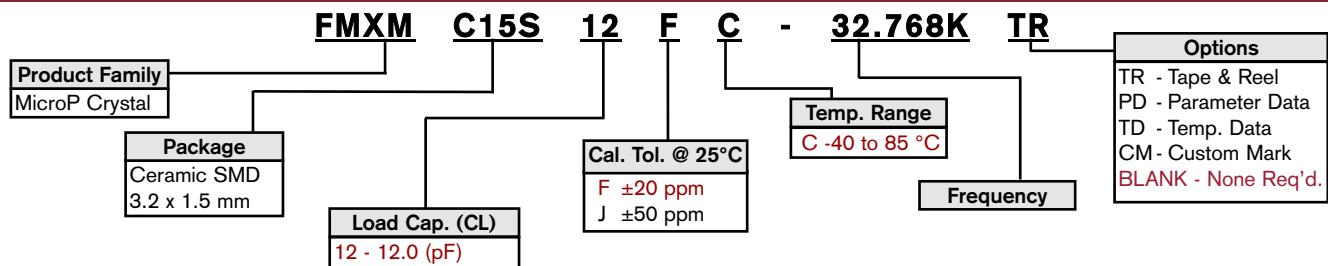 FMXM C15S 12 F C - 32.768K TR
Product Family
MicroP Crystal
Package
Ceramic SMD
3.2 x 1.5 mm
Load Cap. (CL)
12 - 12.0 (pF)
Cal. Tol. @ 25°C
F ±20 ppm
J ±50 ppm
Temp. Range
C -40 to 85 °C
Frequency
Options
TR - Tape & Reel
PD - Parameter Data
TD - Temp. Data
CM - Custom Mark
BLANK - None Req'd.